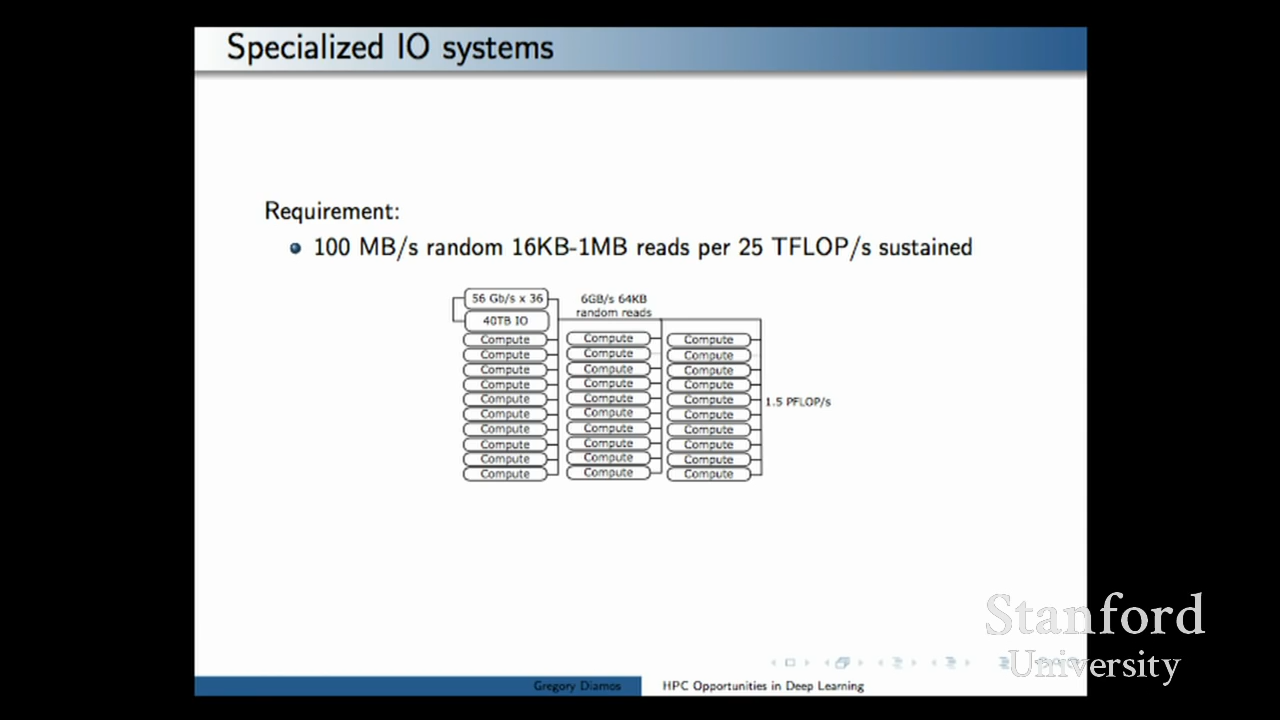 Specialized IO systems
Requirement:
100 MB/s random 16KB-1MB reads per 25 TFLOP/s sustained
56 Gb/s x 36
40TB IO
6GB/s 64KB
random reads
Compute Compute Compute
Compute Compute Compute
Compute Compute Compute
Compute Compute Compute
Compute Compute Compute
Compute Compute Compute
Compute Compute Compute
Compute Compute Compute
Compute Compute Compute
Compute Compute Compute
1.5 PFLOP/s
Stanford
University
Gregory Diamos
HPC Opportunities in Deep Learning